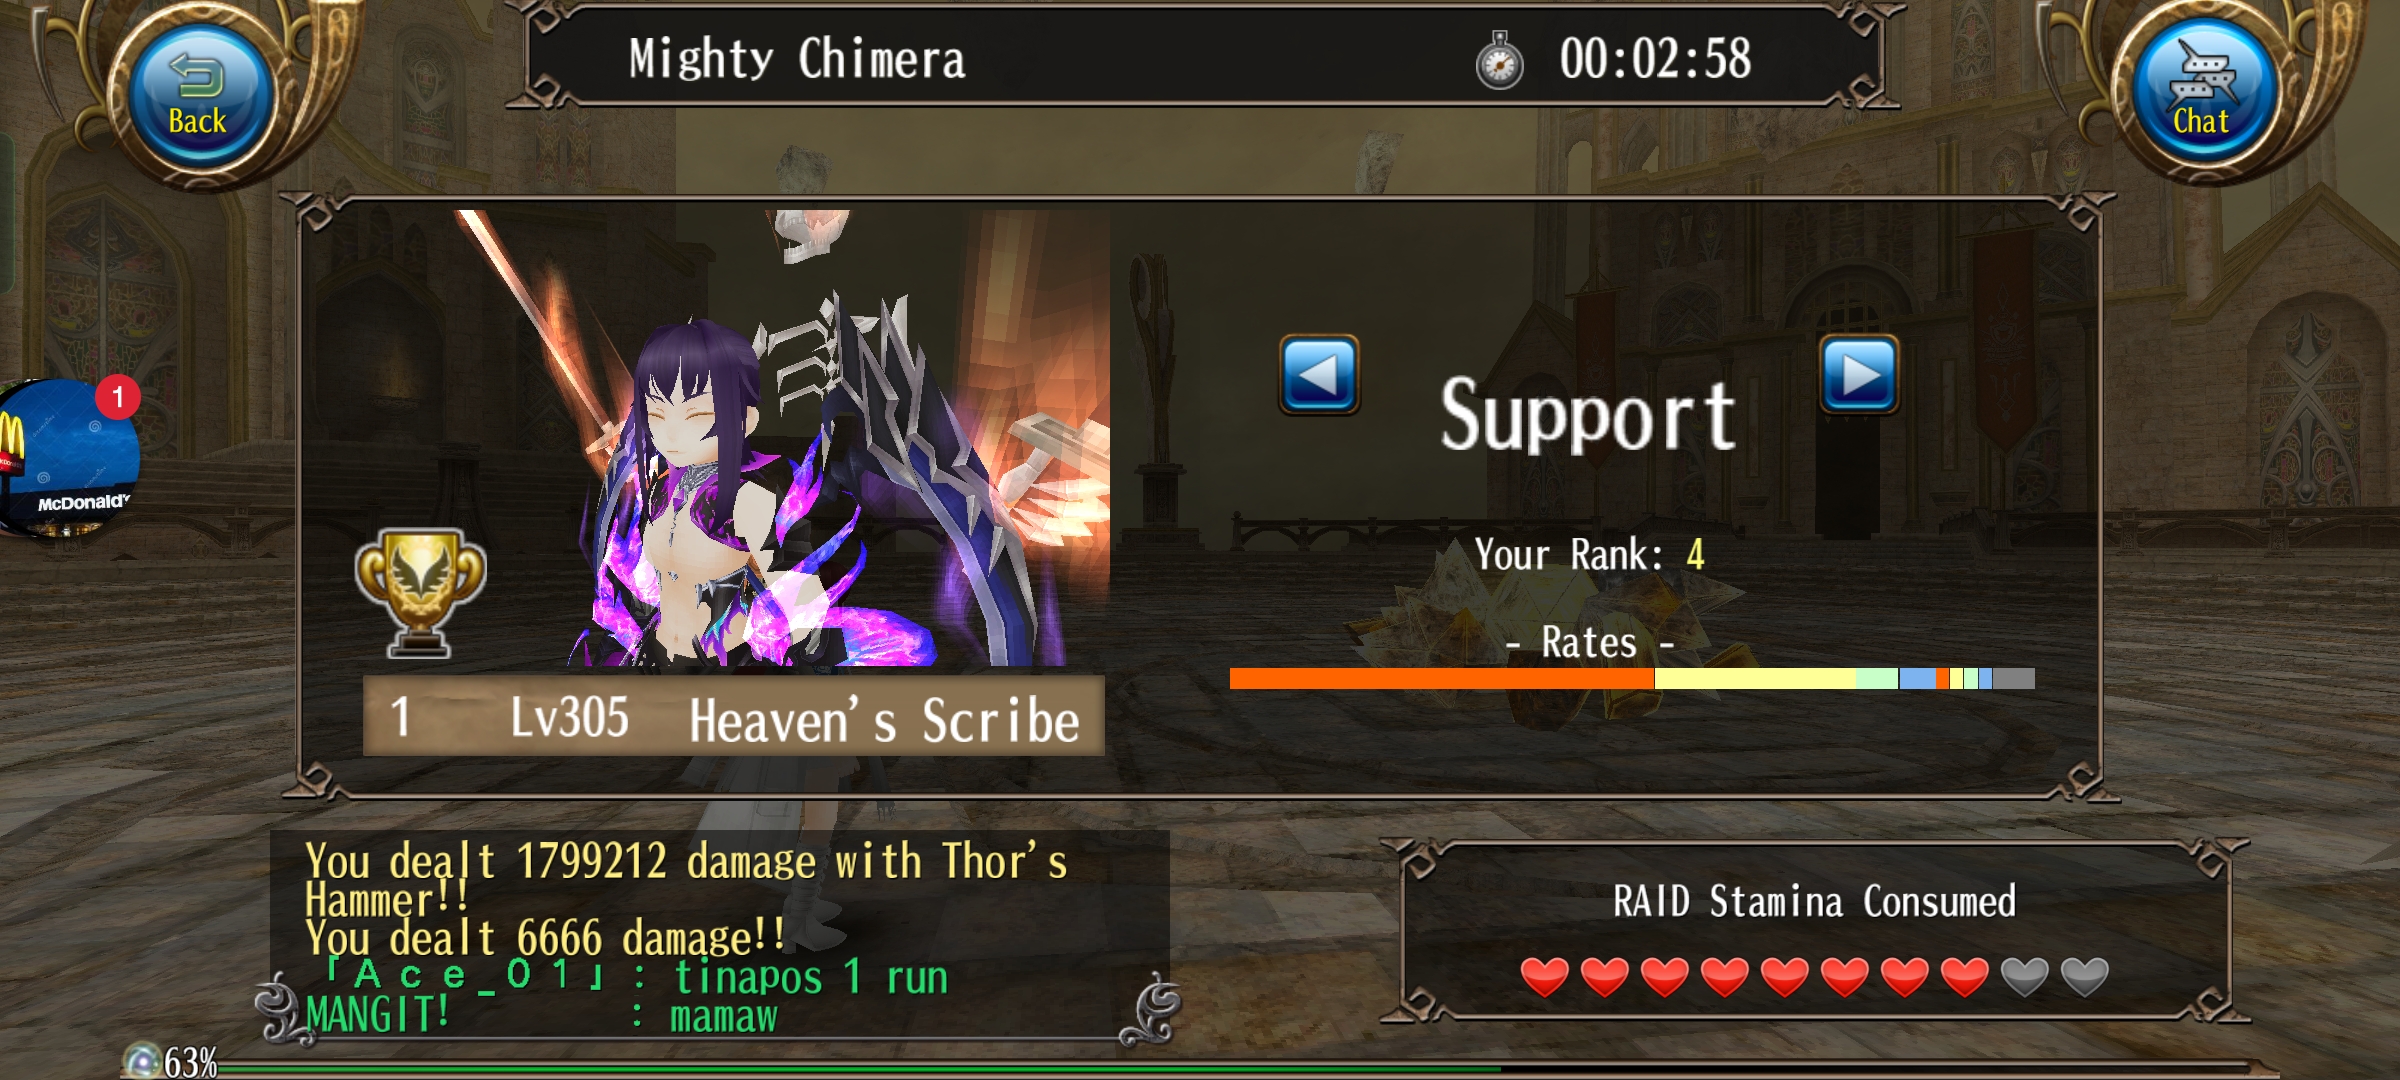 Mighty Chimera
00:02:58
Back
Chat
1
McDonald's
Support
Your Rank: 4
- Rates -
1 Lv305 Heaven's Scribe
You dealt 1799212 damage with Thor's
Hammer!!
You dealt 6666 damage!!
「Ace_01」: tinapos 1 run
MANGIT! : mamaw
RAID Stamina Consumed
63%